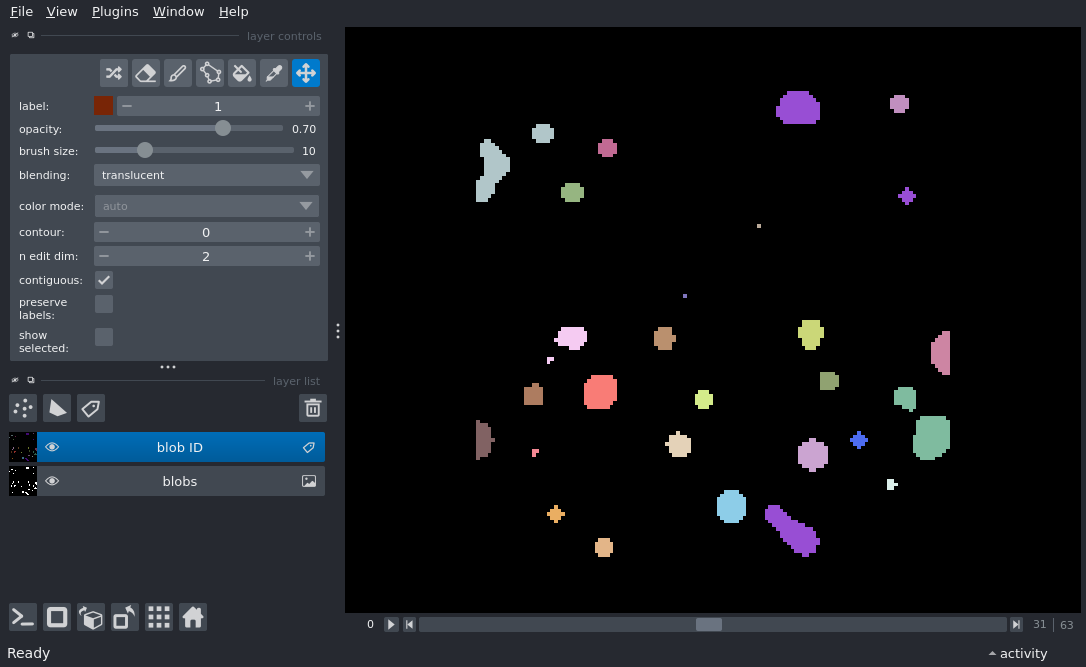 File View Plugins Window Help
layer controls
label: 1
opacity: 0.70
brush size: 10
blending: translucent
color mode: auto
contour: 0
n edit dim: 2
contiguous:
preserve
labels:
show
selected:
layer list
blob ID
blobs
0 31 63
Ready activity